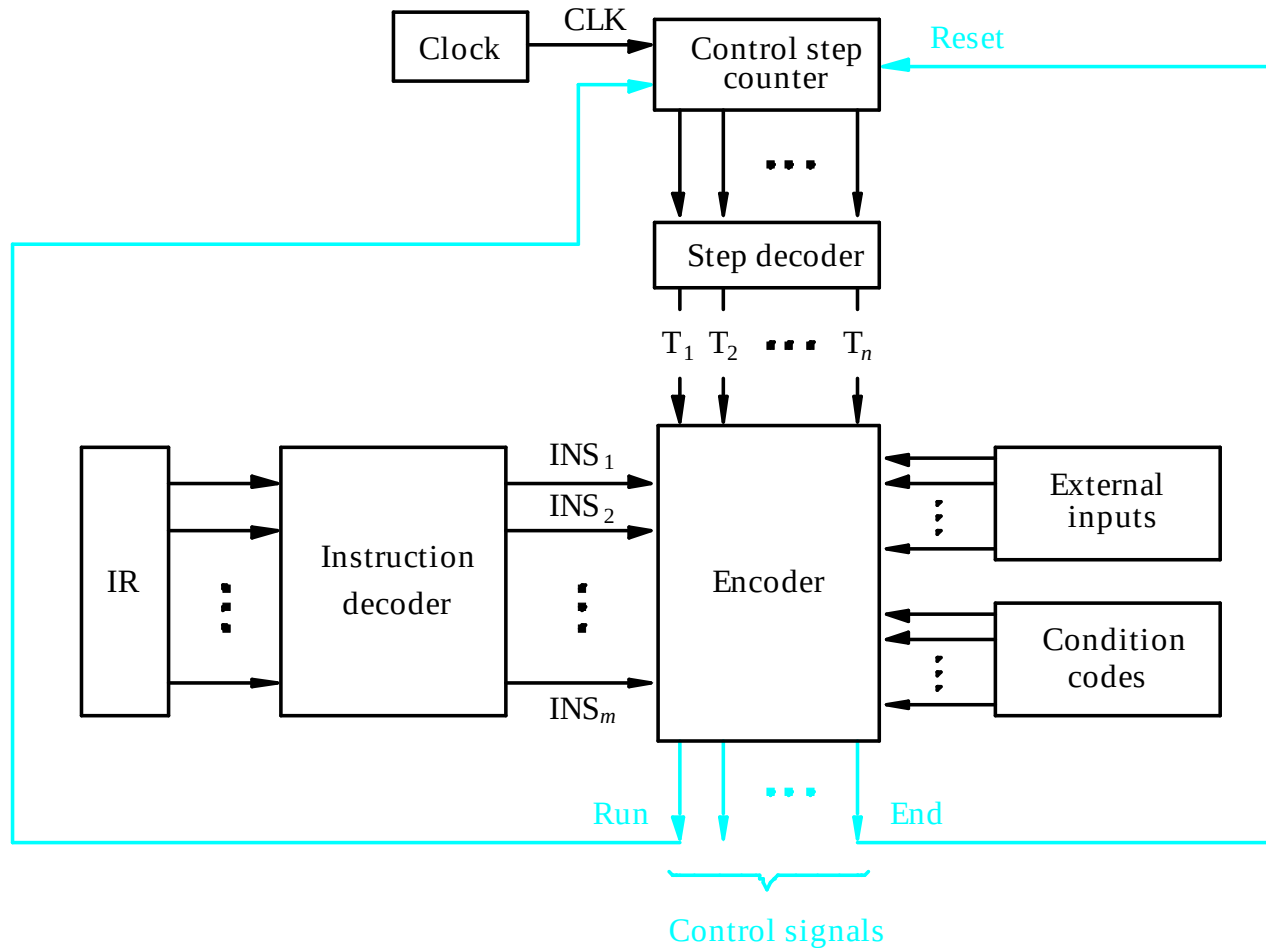 CLK
Clock
Control step
counter
Reset
Step decoder
T1 T2 Tn
INS1
INS2
INSm
IR
Instruction
decoder
Encoder
External
inputs
Condition
codes
Run
End
Control signals